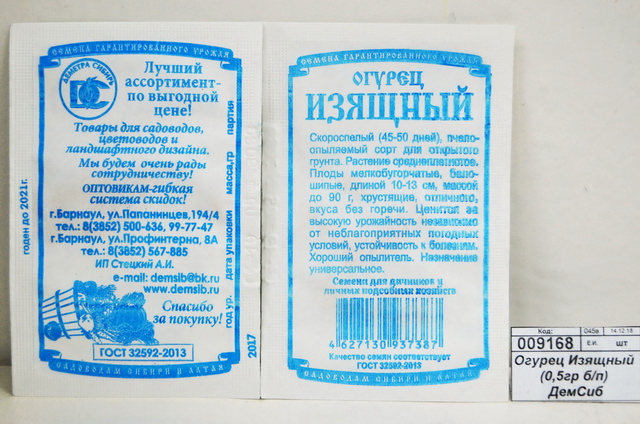 СЕМЕНА ГАРАНТИРОВАННОГО УРОЖАЯ
ДЕМЕТРА СИБИРЬ
DC
Лучший
ассортимент-
по выгодной
цене!
Товары для садоводов,
цветоводов и
ландшафтного дизайна.
Мы будем очень рады
сотрудничеству!
ОПТОВИКАМ-гибкая
система скидок!
г.Барнаул, ул.Папанинцев,194/4
тел.: 8(3852) 500-636, 99-77-47
г.Барнаул, ул.Профинтерна, 8А
тел.: 8(3852) 567-885
ИП Стецкий А.И.
e-mail: demsib@bk.ru
www.demsib.ru
Спасибо
за покупку!
ГОСТ 32592-2013
САДОВОДАМ СИБИРИ И АЛТАЯ
годен до 2021г.
год ур. дата упаковки масса,гр партия
2017
СЕМЕНА ГАРАНТИРОВАННОГО УРОЖАЯ
ОГУРЕЦ
ИЗЯЩНЫЙ
Скороспелый (45-50 дней), пчело-
опыляемый сорт для открытого
грунта. Растение среднеплетистое.
Плоды мелкобугорчатые, бело-
шипые, длиной 10-13 см, массой
до 90 г, хрустящие, отличного
вкуса без горечи. Ценится за
высокую урожайность независимо
от неблагоприятных погодных
условий, устойчивость к болезням.
Хороший опылитель. Назначение
универсальное.
Семена для дачников и
личных подсобных хозяйств
4627130937387
Качество семян соответствует
ГОСТ 32592-2013
САДОВОДАМ СИБИРИ И АЛТАЯ
Код: 045в 14.12.18
009168 Е.И. шт
Огурец Изящный
(0,5гр б/п)
ДемСиб